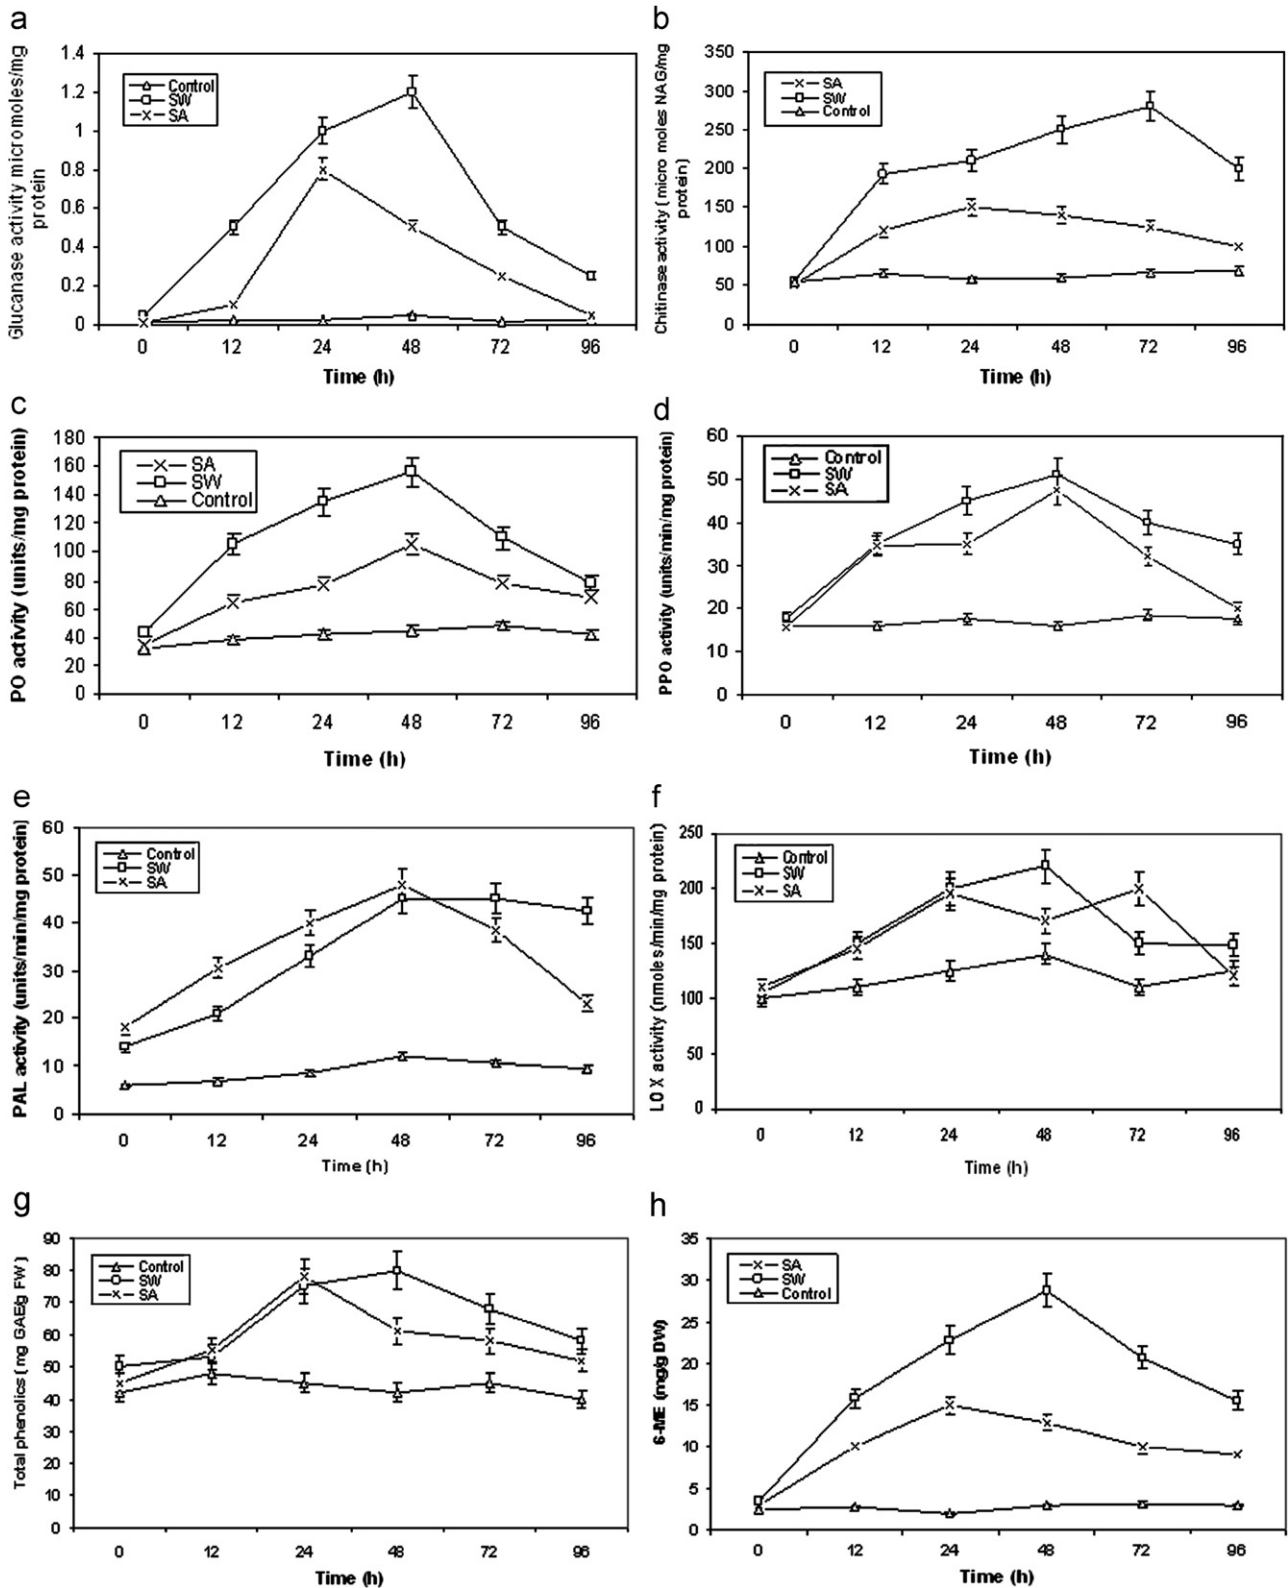 a
Glucanase activity micromoles/mg
protein
1.4
1.2
1
0.8
0.6
0.4
0.2
0
Control
SW
SA
0 12 24 48 72 96
Time (h)
b
Chitinase activity (micro moles NAG/mg
protein)
350
300
250
200
150
100
50
0
SA
SW
Control
0 12 24 48 72 96
Time (h)
c
PO activity (units/mg protein)
180
160
140
120
100
80
60
40
20
0
SA
SW
Control
0 12 24 48 72 96
Time (h)
d
PPO activity (units/min/mg protein)
60
50
40
30
20
10
0
Control
SW
SA
0 12 24 48 72 96
Time (h)
e
PAL activity (units/min/mg protein)
60
50
40
30
20
10
0
Control
SW
SA
0 12 24 48 72 96
Time (h)
f
LOX activity (nmoles/min/mg protein)
250
200
150
100
50
0
Control
SW
SA
0 12 24 48 72 96
Time (h)
g
Total phenolics (mg GAE/g FW)
90
80
70
60
50
40
30
20
10
0
Control
SW
SA
0 12 24 48 72 96
Time (h)
h
6-ME (mg/g DW)
35
30
25
20
15
10
5
0
SA
SW
Control
0 12 24 48 72 96
Time (h)